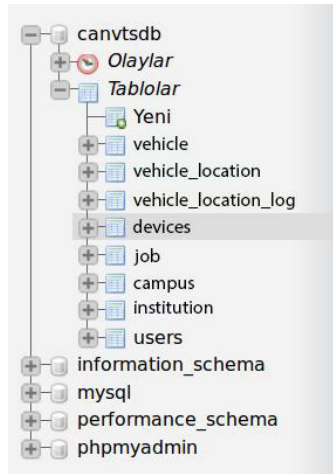 canvtsdb
Olaylar
Tablolar
Yeni
vehicle
vehicle_location
vehicle_location_log
devices
job
campus
institution
users
information_schema
mysql
performance_schema
phpmyadmin